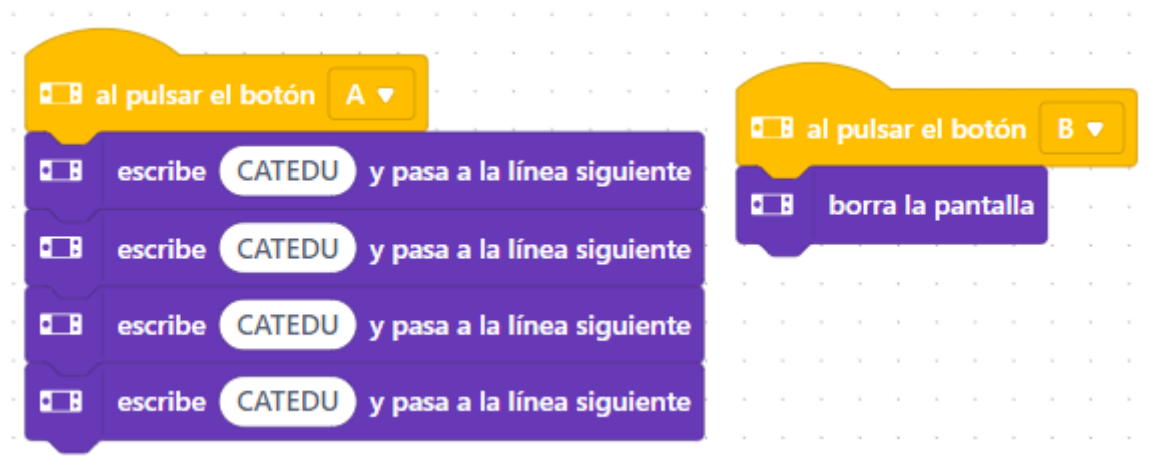 al pulsar el botón A
escribe CATEDU y pasa a la línea siguiente
escribe CATEDU y pasa a la línea siguiente
escribe CATEDU y pasa a la línea siguiente
escribe CATEDU y pasa a la línea siguiente
al pulsar el botón B
borra la pantalla